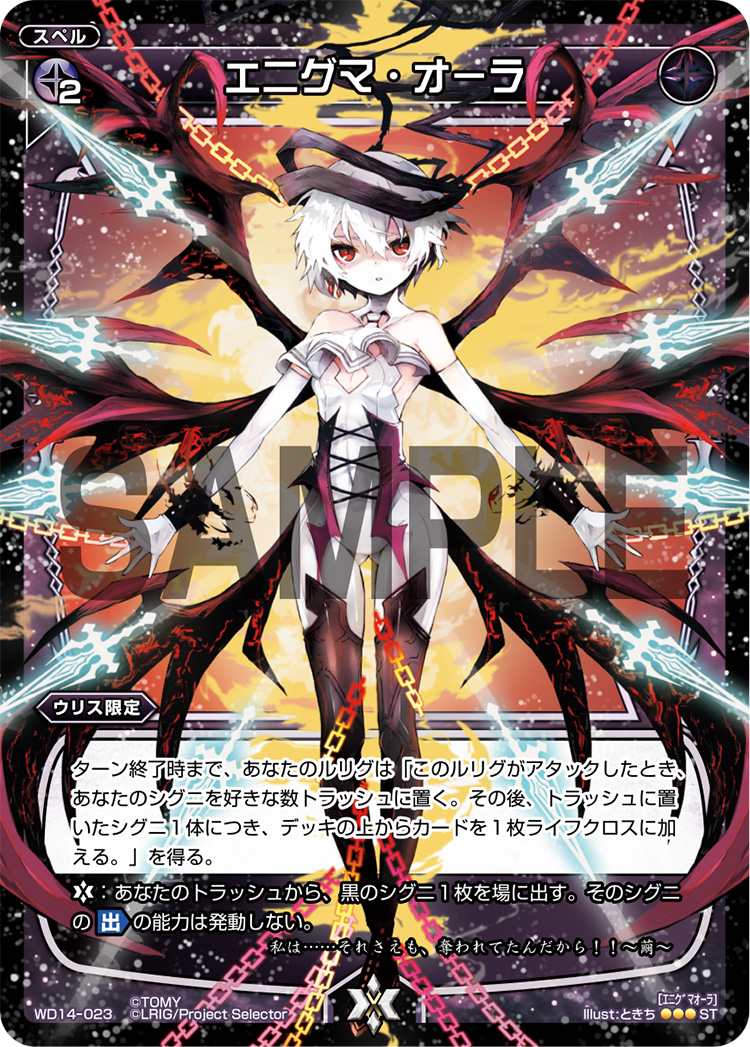 スペル
エニグマ・オーラ
2
SAMPLE
ウリス限定
ターン終了時まで、あなたのルリグは「このルリグがアタックしたとき、
あなたのシグニを好きな数トラッシュに置く。その後、トラッシュに置
いたシグニ1体につき、デッキの上からカードを1枚ライフクロスに加
える。」を得る。
：あなたのトラッシュから、黒のシグニ1枚を場に出す。そのシグニ
の 出 の能力は発動しない。
私は……それさえも、奪われてたんだから！！～繭～
WD14-023
©TOMY
©LRIG/Project Selector
[ｴﾆｸﾞﾏｵｰﾗ]
Illust:ときち
ST